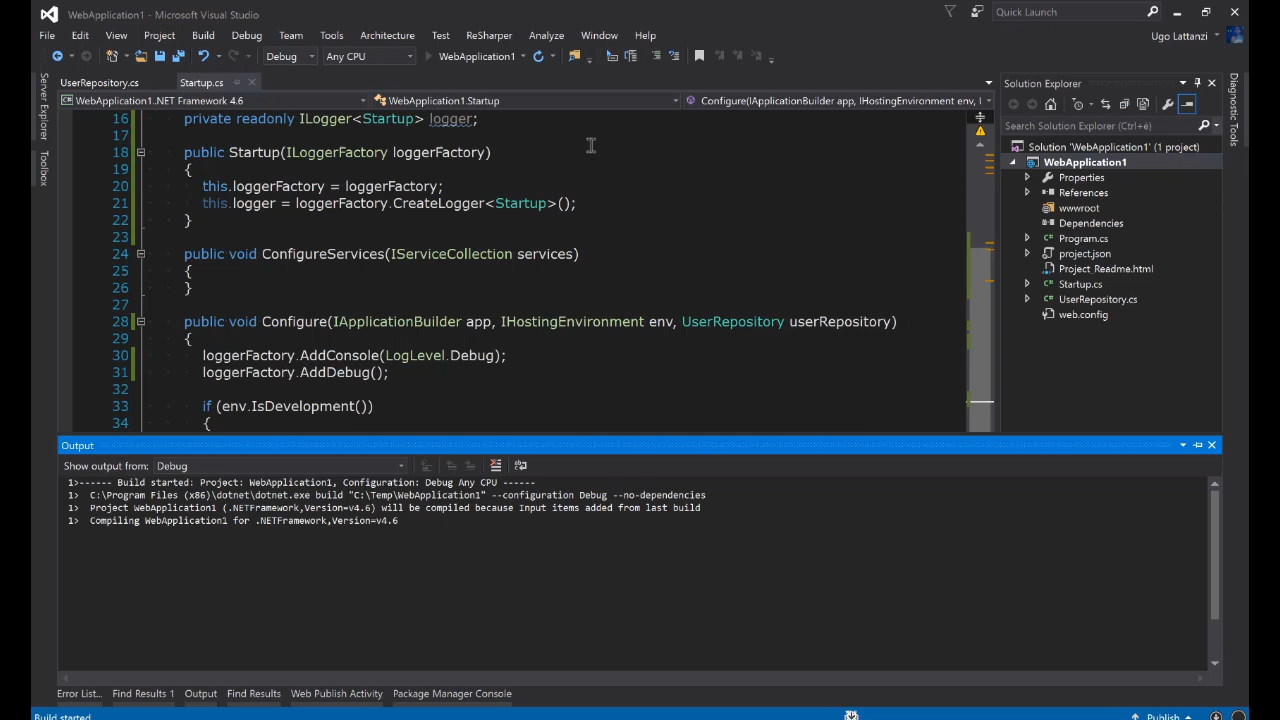 WebApplication1 - Microsoft Visual Studio
Quick Launch
File Edit View Project Build Debug Team Tools Architecture Test ReSharper Analyze Window Help
Ugo Lattanzi
Debug Any CPU WebApplication1
Server Explorer
Toolbox
UserRepository.cs Startup.cs
WebApplication1..NET Framework 4.6 WebApplication1.Startup Configure(IApplicationBuilder app, IHostingEnvironment env, I
16 private readonly ILogger<Startup> logger;
17
18 public Startup(ILoggerFactory loggerFactory)
19 {
20 this.loggerFactory = loggerFactory;
21 this.logger = loggerFactory.CreateLogger<Startup>();
22 }
23
24 public void ConfigureServices(IServiceCollection services)
25 {
26 }
27
28 public void Configure(IApplicationBuilder app, IHostingEnvironment env, UserRepository userRepository)
29 {
30 loggerFactory.AddConsole(LogLevel.Debug);
31 loggerFactory.AddDebug();
32
33 if (env.IsDevelopment())
34 {
Solution Explorer
Search Solution Explorer (Ctrl+è)
Solution 'WebApplication1' (1 project)
WebApplication1
Properties
References
wwwroot
Dependencies
Program.cs
project.json
Project_Readme.html
Startup.cs
UserRepository.cs
web.config
Diagnostic Tools
Output
Show output from: Debug
1>------ Build started: Project: WebApplication1, Configuration: Debug Any CPU ------
1> C:\Program Files (x86)\dotnet\dotnet.exe build "C:\Temp\WebApplication1" --configuration Debug --no-dependencies
1> Project WebApplication1 (.NETFramework,Version=v4.6) will be compiled because Input items added from last build
1> Compiling WebApplication1 for .NETFramework,Version=v4.6
Error List... Find Results 1 Output Find Results Web Publish Activity Package Manager Console
Build started... Publish